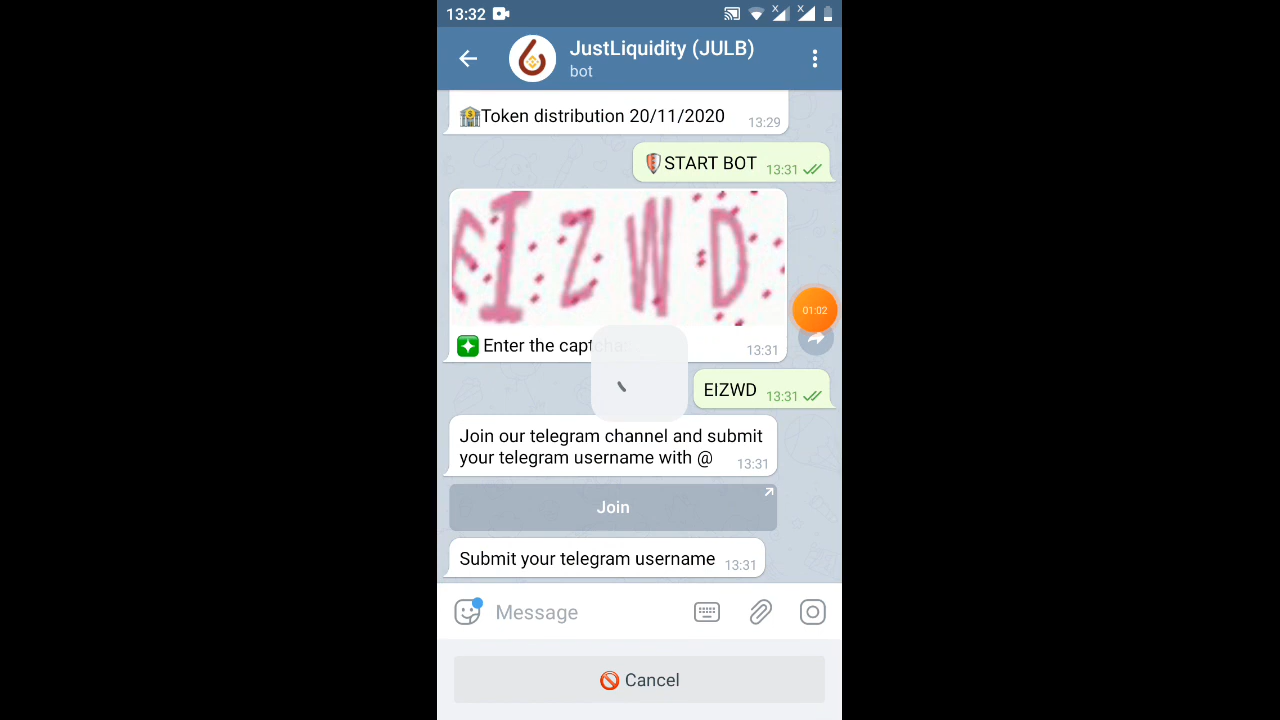 13:32
JustLiquidity (JULB)
bot
Token distribution 20/11/2020
13:29
START BOT 13:31
EIZWD
01:02
Enter the captcha 13:31
EIZWD 13:31
Join our telegram channel and submit
your telegram username with @ 13:31
Join
Submit your telegram username 13:31
Message
Cancel